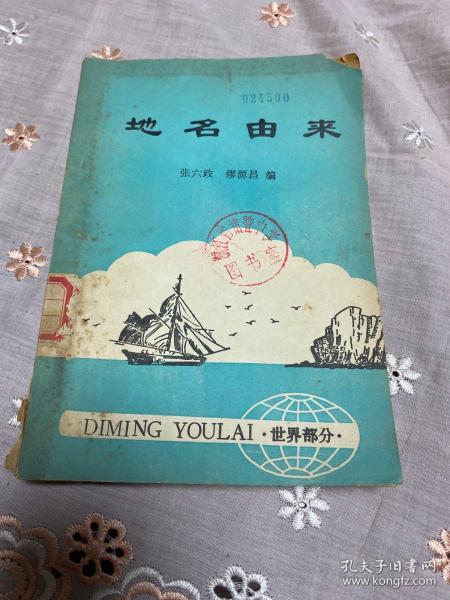 024500
地名由来
张六政 缪源昌 编
图书室
DIMING YOULAI ·世界部分·
孔夫子旧书网
www.kongfz.com